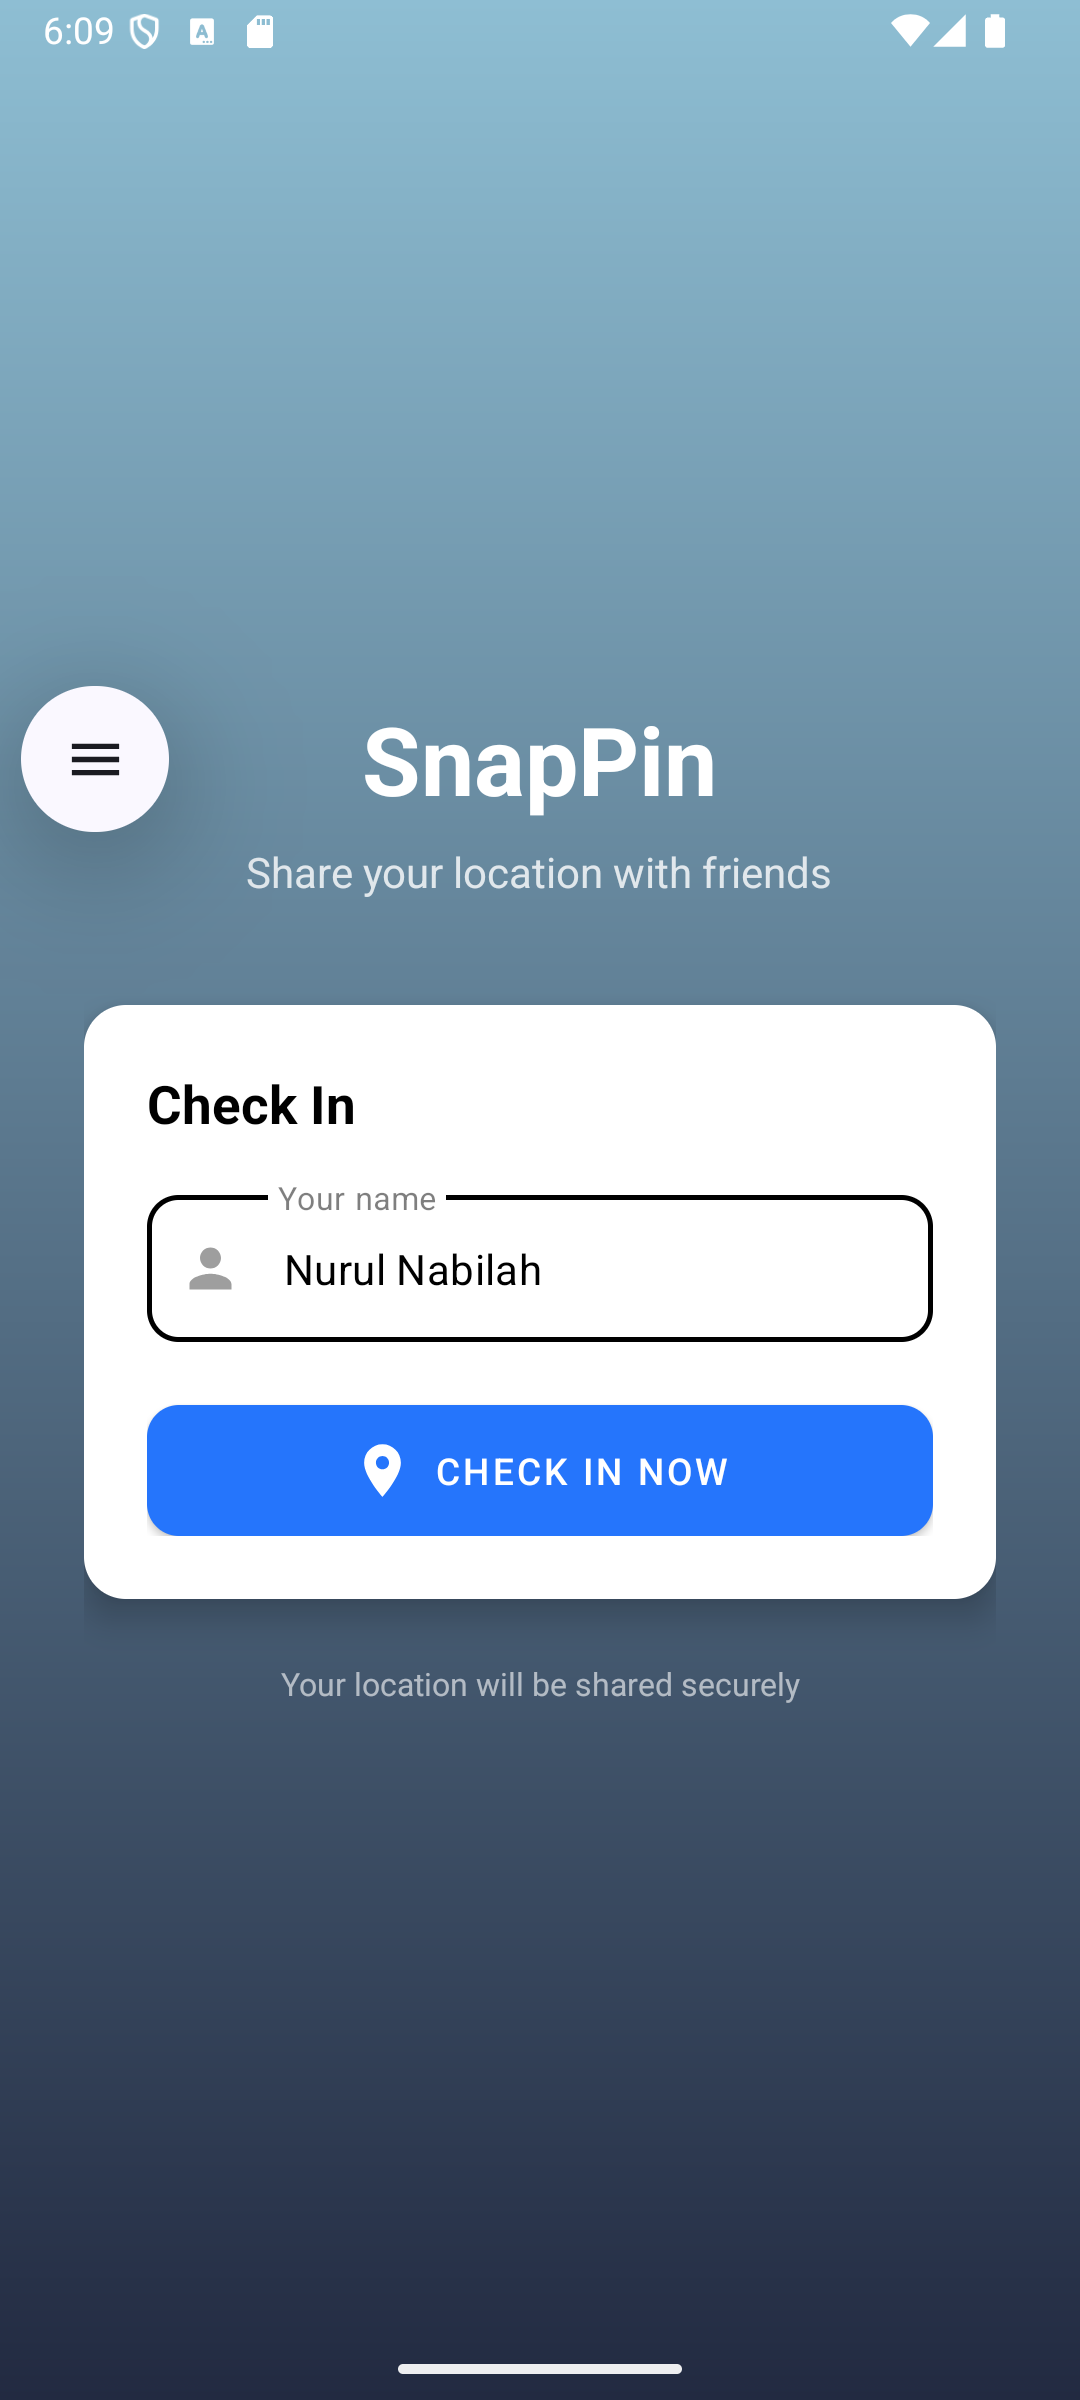 6:09
SnapPin
Share your location with friends
Check In
Your name
Nurul Nabilah
CHECK IN NOW
Your location will be shared securely